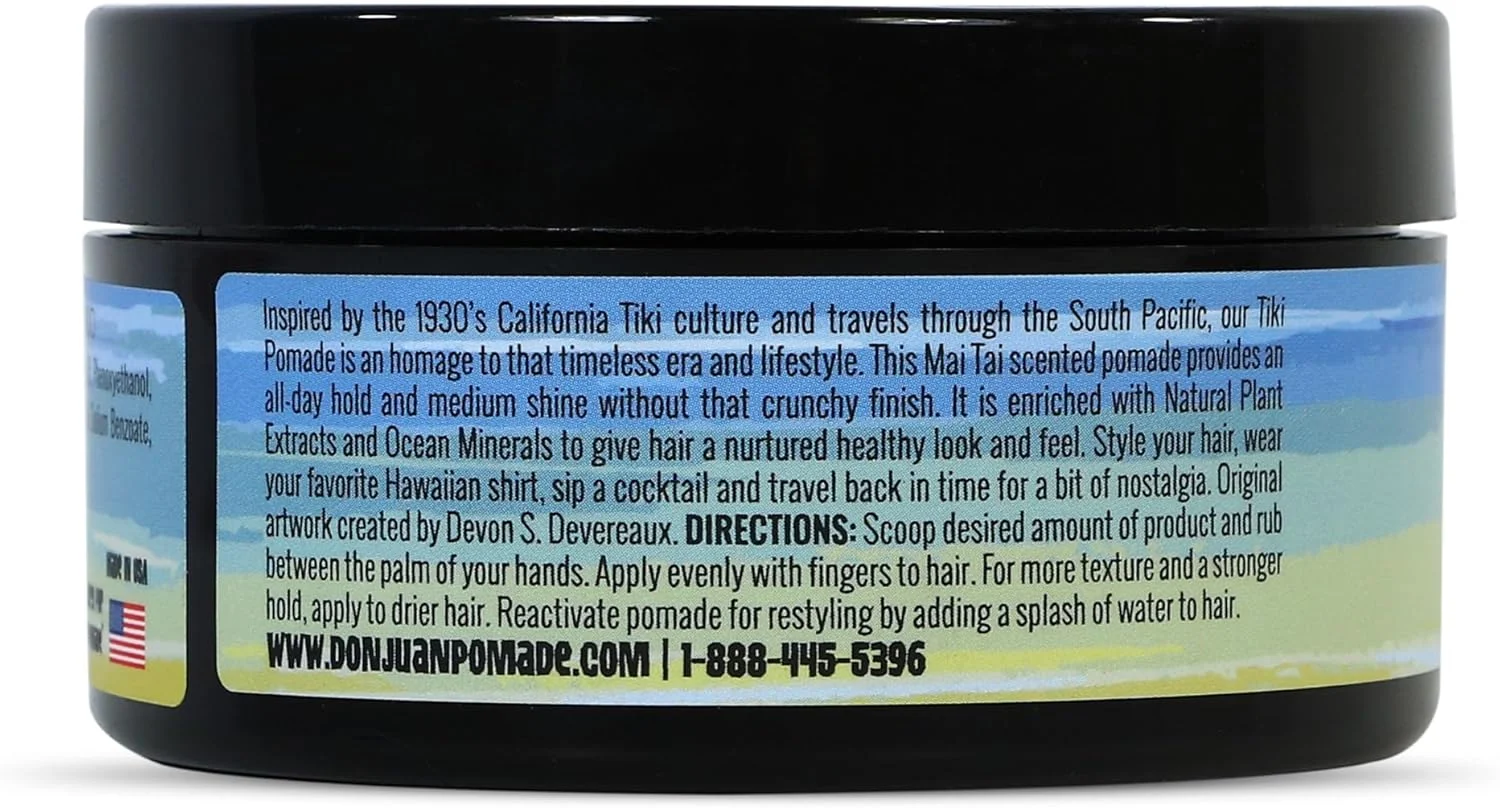 Phenoxyethanol,
Benzoate,
MADE IN USA
Inspired by the 1930's California Tiki culture and travels through the South Pacific, our Tiki
Pomade is an homage to that timeless era and lifestyle. This Mai Tai scented pomade provides an
all-day hold and medium shine without that crunchy finish. It is enriched with Natural Plant
Extracts and Ocean Minerals to give hair a nurtured healthy look and feel. Style your hair, wear
your favorite Hawaiian shirt, sip a cocktail and travel back in time for a bit of nostalgia. Original
artwork created by Devon S. Devereaux. DIRECTIONS: Scoop desired amount of product and rub
between the palm of your hands. Apply evenly with fingers to hair. For more texture and a stronger
hold, apply to drier hair. Reactivate pomade for restyling by adding a splash of water to hair.
WWW.DONJUANPOMADE.COM | 1-888-445-5396